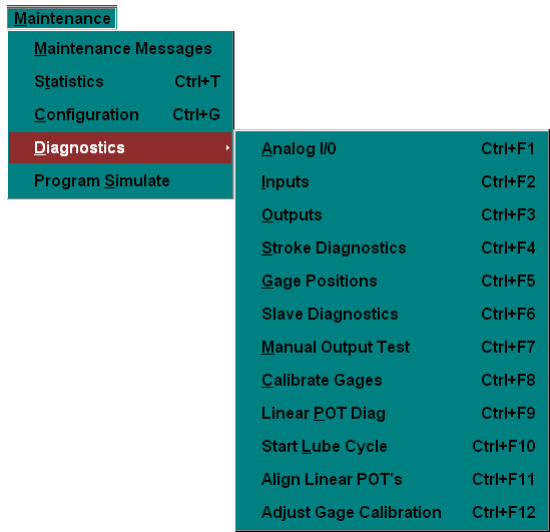 Maintenance
Maintenance Messages
Statistics Ctrl+T
Configuration Ctrl+G
Diagnostics
Program Simulate
Analog I/0 Ctrl+F1
Inputs Ctrl+F2
Outputs Ctrl+F3
Stroke Diagnostics Ctrl+F4
Gage Positions Ctrl+F5
Slave Diagnostics Ctrl+F6
Manual Output Test Ctrl+F7
Calibrate Gages Ctrl+F8
Linear POT Diag Ctrl+F9
Start Lube Cycle Ctrl+F10
Align Linear POT's Ctrl+F11
Adjust Gage Calibration Ctrl+F12